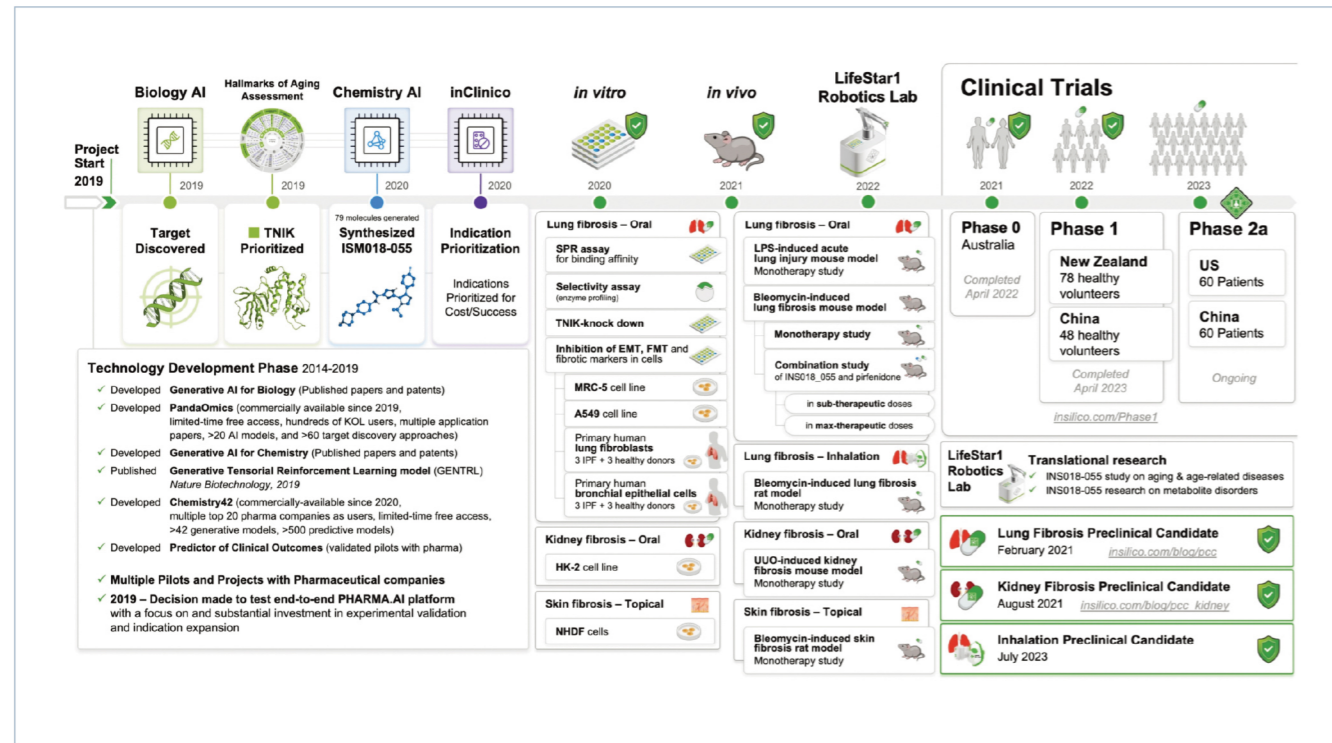 Project
Start
2019
Biology AI
2019
Hallmarks of Aging
Assessment
2019
Chemistry AI
2020
inClinico
2020
in vitro
2020
in vivo
2021
LifeStar1
Robotics Lab
2022
Target
Discovered
TNIK
Prioritized
79 molecules generated
Synthesized
ISM018-055
Indication
Prioritization
Indications
Prioritized for
Cost/Success
Technology Development Phase 2014-2019
✓ Developed Generative AI for Biology (Published papers and patents)
✓ Developed PandaOmics (commercially available since 2019,
limited-time free access, hundreds of KOL users, multiple application
papers, >20 AI models, and >60 target discovery approaches)
✓ Developed Generative AI for Chemistry (Published papers and patents)
✓ Published Generative Tensorial Reinforcement Learning model (GENTRL)
Nature Biotechnology, 2019
✓ Developed Chemistry42 (commercially-available since 2020,
multiple top 20 pharma companies as users, limited-time free access,
>42 generative models, >500 predictive models)
✓ Developed Predictor of Clinical Outcomes (validated pilots with pharma)
✓ Multiple Pilots and Projects with Pharmaceutical companies
✓ 2019 – Decision made to test end-to-end PHARMA.AI platform
with a focus on and substantial investment in experimental validation
and indication expansion
Lung fibrosis – Oral
SPR assay
for binding affinity
Selectivity assay
(enzyme profiling)
TNIK-knock down
Inhibition of EMT, FMT and
fibrotic markers in cells
MRC-5 cell line
A549 cell line
Primary human
lung fibroblasts
3 IPF + 3 healthy donors
Primary human
bronchial epithelial cells
3 IPF + 3 healthy donors
Kidney fibrosis – Oral
HK-2 cell line
Skin fibrosis – Topical
NHDF cells
Lung fibrosis – Oral
LPS-induced acute
lung injury mouse model
Monotherapy study
Bleomycin-induced
lung fibrosis mouse model
Monotherapy study
Combination study
of INS018_055 and pirfenidone
in sub-therapeutic doses
in max-therapeutic doses
Lung fibrosis – Inhalation
Bleomycin-induced lung fibrosis
rat model
Monotherapy study
Kidney fibrosis – Oral
UUO-induced kidney
fibrosis mouse model
Monotherapy study
Skin fibrosis – Topical
Bleomycin-induced skin
fibrosis rat model
Monotherapy study
Clinical Trials
2021
2022
2023
Phase 0
Australia
Completed
April 2022
Phase 1
New Zealand
78 healthy
volunteers
China
48 healthy
volunteers
Completed
April 2023
insilico.com/Phase1
Phase 2a
US
60 Patients
China
60 Patients
Ongoing
LifeStar1
Robotics
Lab
Translational research
✓ INS018-055 study on aging & age-related diseases
✓ INS018-055 research on metabolite disorders
Lung Fibrosis Preclinical Candidate
February 2021 insilico.com/blog/pcc
Kidney Fibrosis Preclinical Candidate
August 2021 insilico.com/blog/pcc_kidney
Inhalation Preclinical Candidate
July 2023